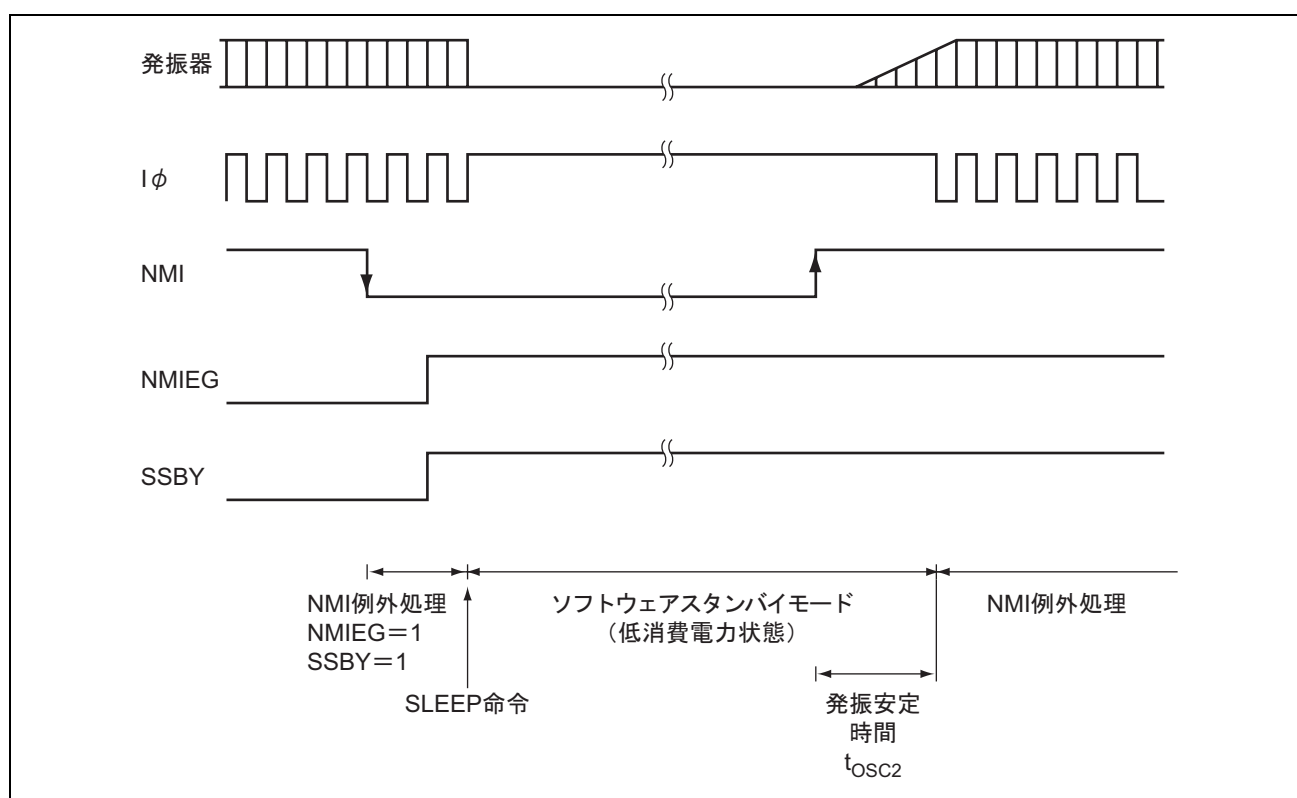 発振器
Iφ
NMI
NMIEG
SSBY
NMI例外処理
NMIEG＝1
SSBY＝1
SLEEP命令
ソフトウェアスタンバイモード
（低消費電力状態）
発振安定
時間
tOSC2
NMI例外処理